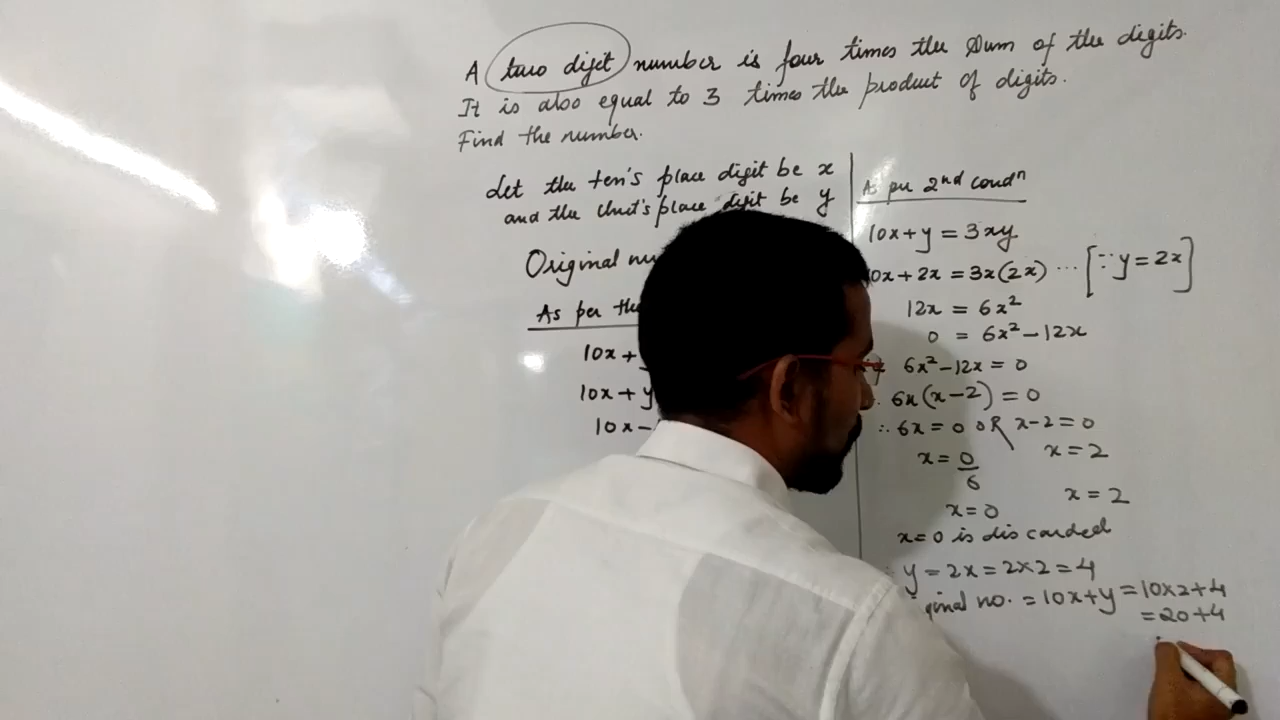 A two digit number is four times the sum of the digits.
It is also equal to 3 times the product of digits.
Find the number.
Let the ten's place digit be x
and the Unit's place digit be y
Original
As per the
10x +
10x + y
10x -
As per 2nd condn
10x + y = 3xy
0x + 2x = 3x(2x) ... [∵ y = 2x]
12x = 6x²
0 = 6x² - 12x
6x² - 12x = 0
6x(x - 2) = 0
∴ 6x = 0 OR x - 2 = 0
x = 0/6 x = 2
x = 0 x = 2
x = 0 is discarded
y = 2x = 2×2 = 4
ginal no. = 10x + y = 10×2+4
= 20+4